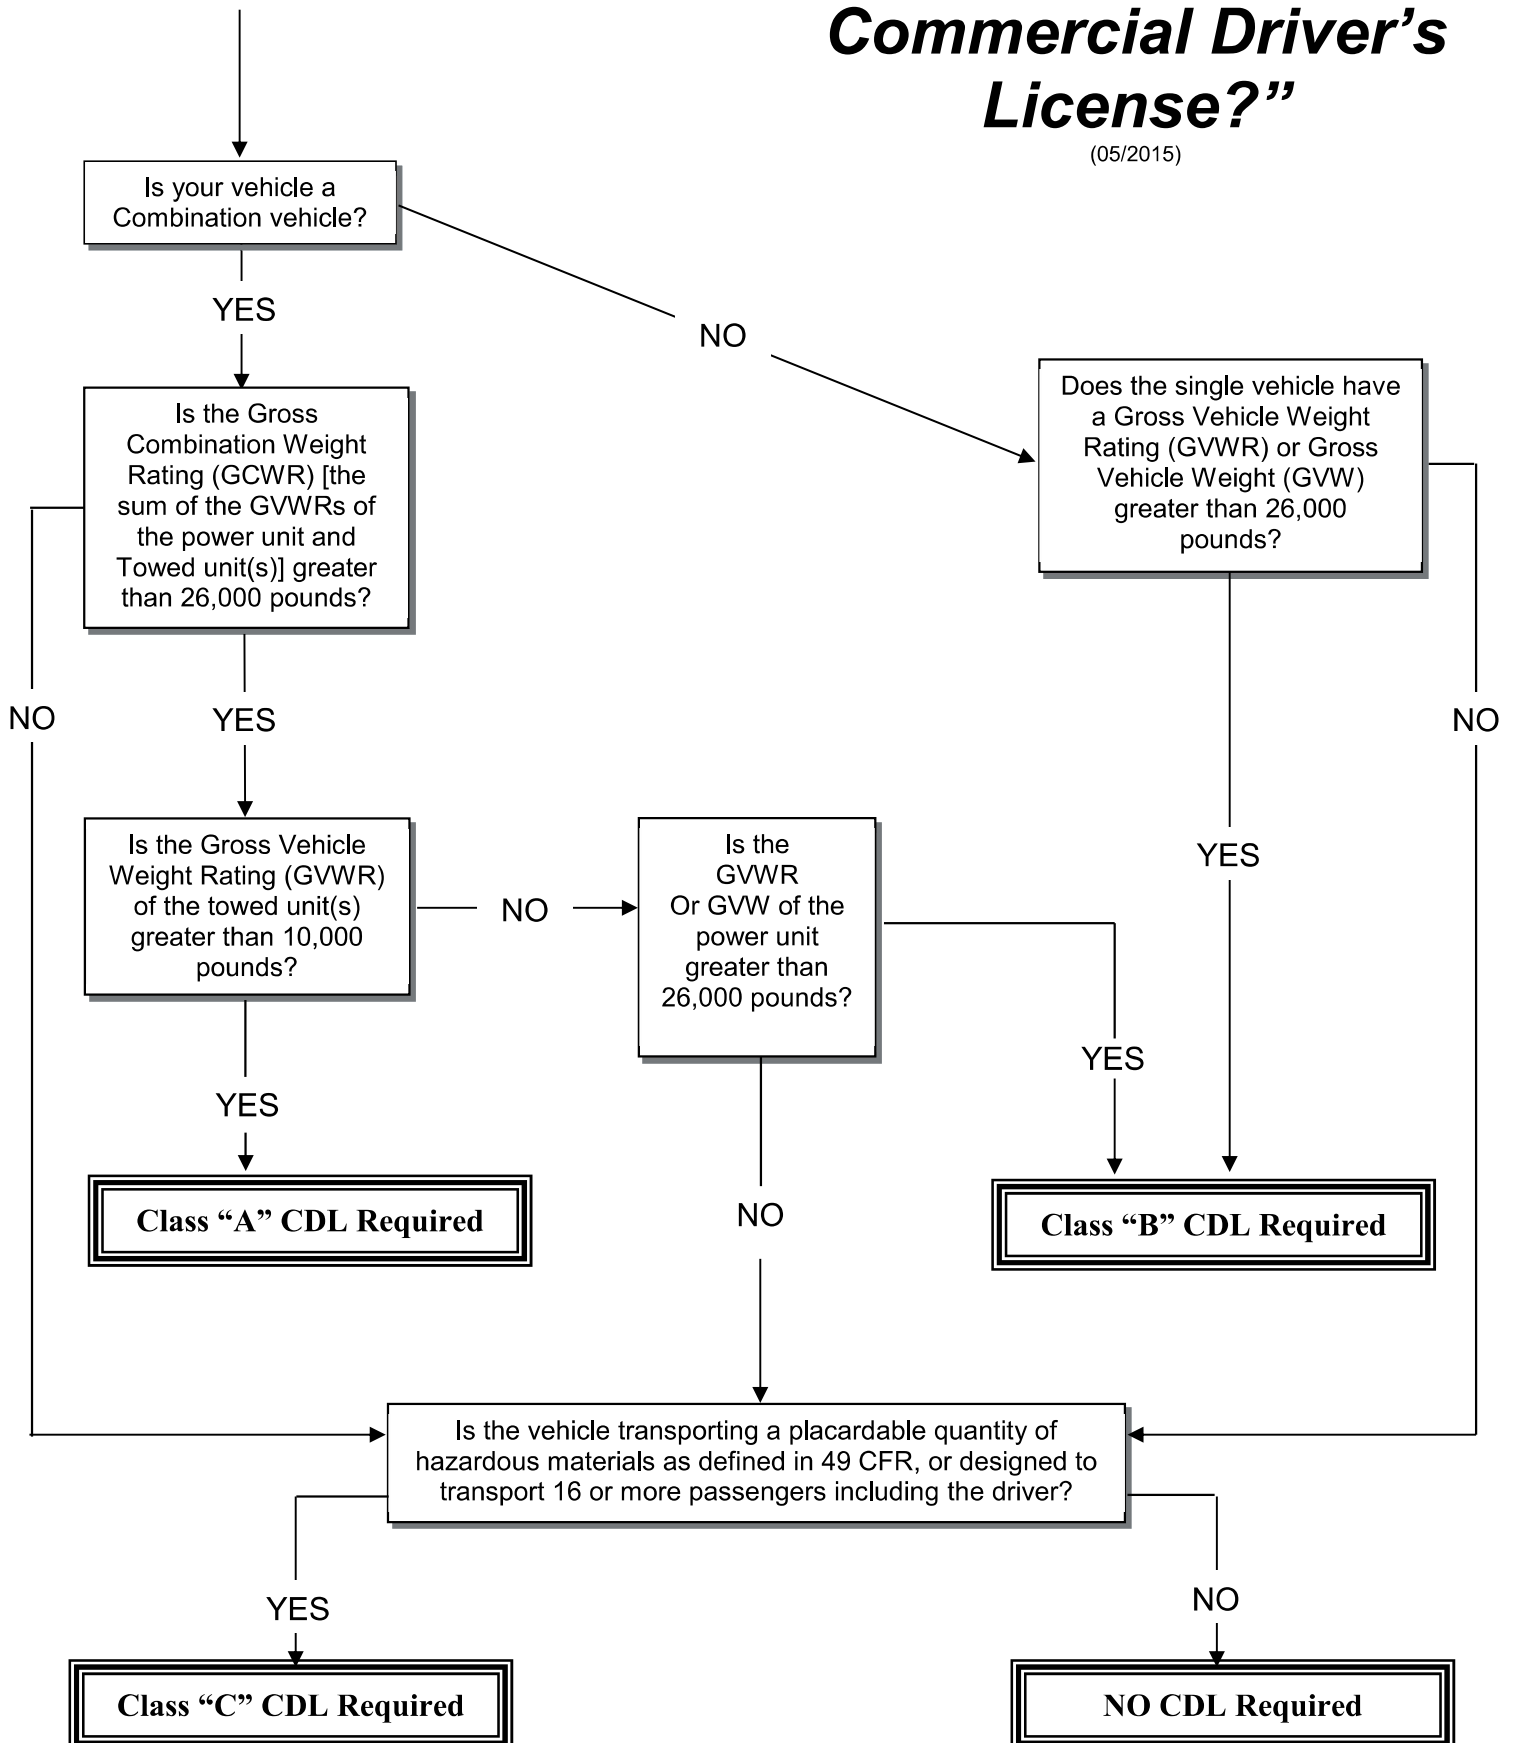 Commercial Driver’s
License?”
(05/2015)
Is your vehicle a
Combination vehicle?
YES
NO
Is the Gross
Combination Weight
Rating (GCWR) [the
sum of the GVWRs of
the power unit and
Towed unit(s)] greater
than 26,000 pounds?
Does the single vehicle have
a Gross Vehicle Weight
Rating (GVWR) or Gross
Vehicle Weight (GVW)
greater than 26,000
pounds?
NO
YES
NO
Is the Gross Vehicle
Weight Rating (GVWR)
of the towed unit(s)
greater than 10,000
pounds?
NO
Is the
GVWR
Or GVW of the
power unit
greater than
26,000 pounds?
YES
YES
YES
NO
Class “A” CDL Required
Class “B” CDL Required
Is the vehicle transporting a placardable quantity of
hazardous materials as defined in 49 CFR, or designed to
transport 16 or more passengers including the driver?
YES
NO
Class “C” CDL Required
NO CDL Required